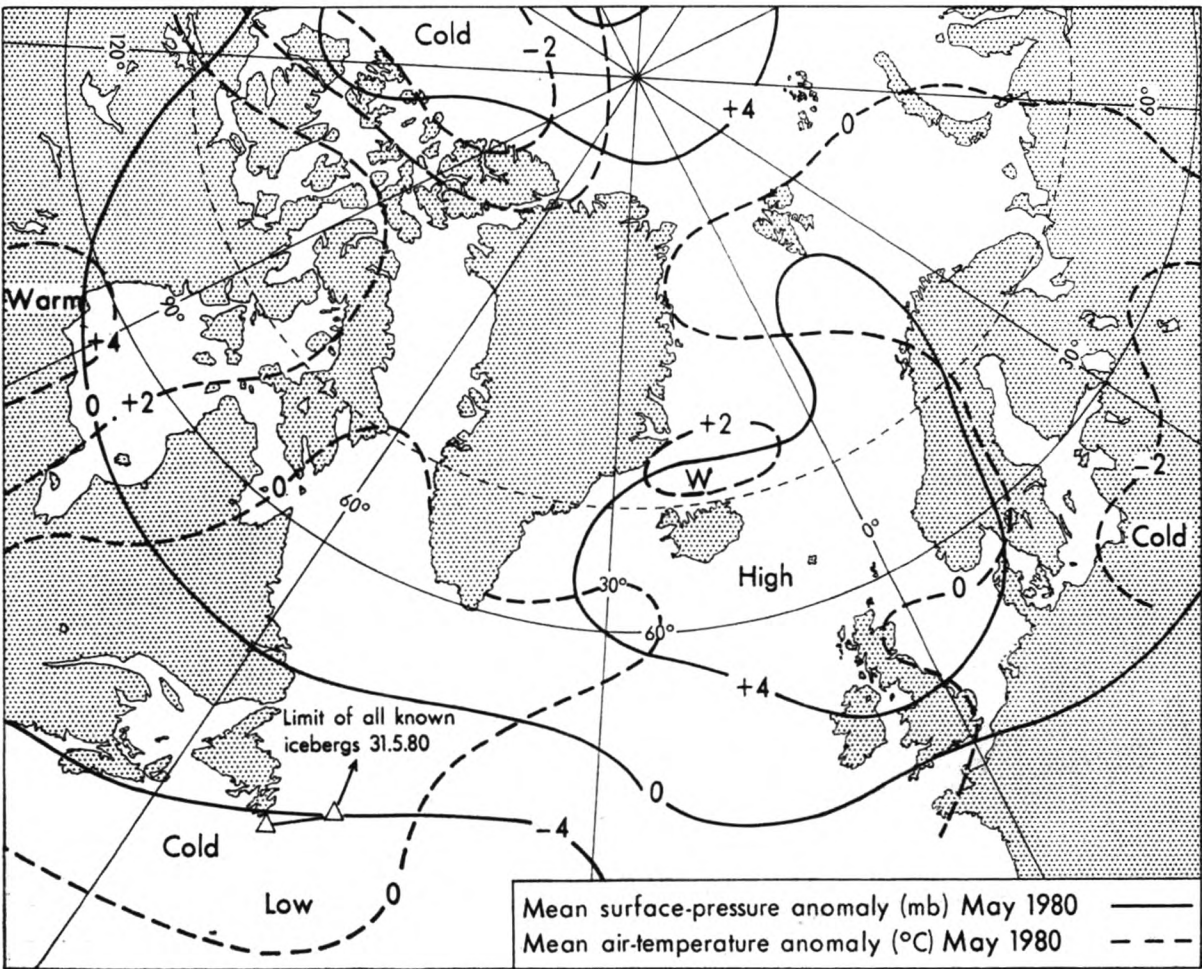 Cold
-2
120°
+4
0
90°
Warm
90°
+4
0
+2
30°
+2
-2
W
0
60°
0°
Cold
High
30°
0
60°
+4
Limit of all known
icebergs 31.5.80
0
-4
Cold
0
Low
Mean surface-pressure anomaly (mb) May 1980
Mean air-temperature anomaly (°C) May 1980